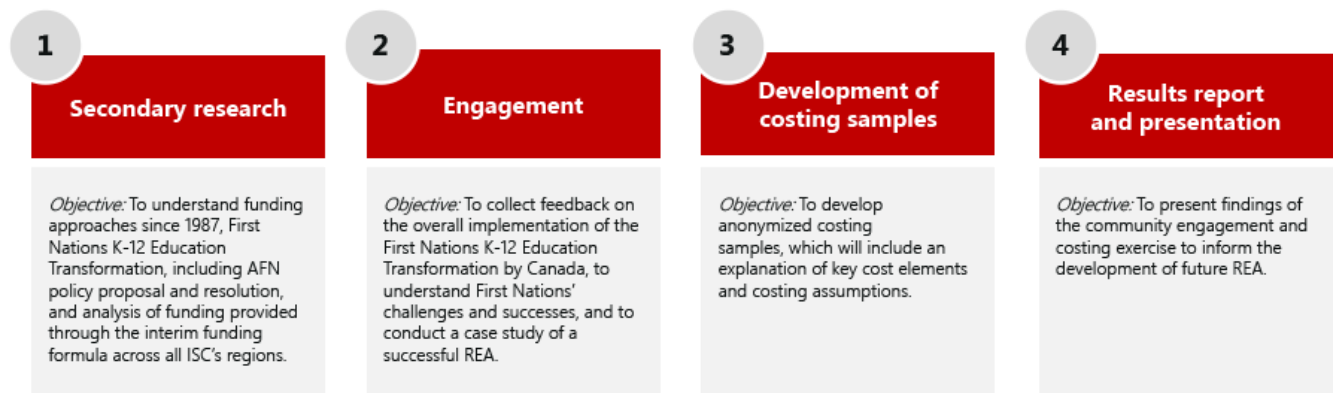 1
Secondary research
Objective: To understand funding
approaches since 1987, First
Nations K-12 Education
Transformation, including AFN
policy proposal and resolution,
and analysis of funding provided
through the interim funding
formula across all ISC's regions.
2
Engagement
Objective: To collect feedback on
the overall implementation of the
First Nations K-12 Education
Transformation by Canada, to
understand First Nations'
challenges and successes, and to
conduct a case study of a
successful REA.
3
Development of
costing samples
Objective: To develop
anonymized costing
samples, which will include an
explanation of key cost elements
and costing assumptions.
4
Results report
and presentation
Objective: To present findings of
the community engagement and
costing exercise to inform the
development of future REA.